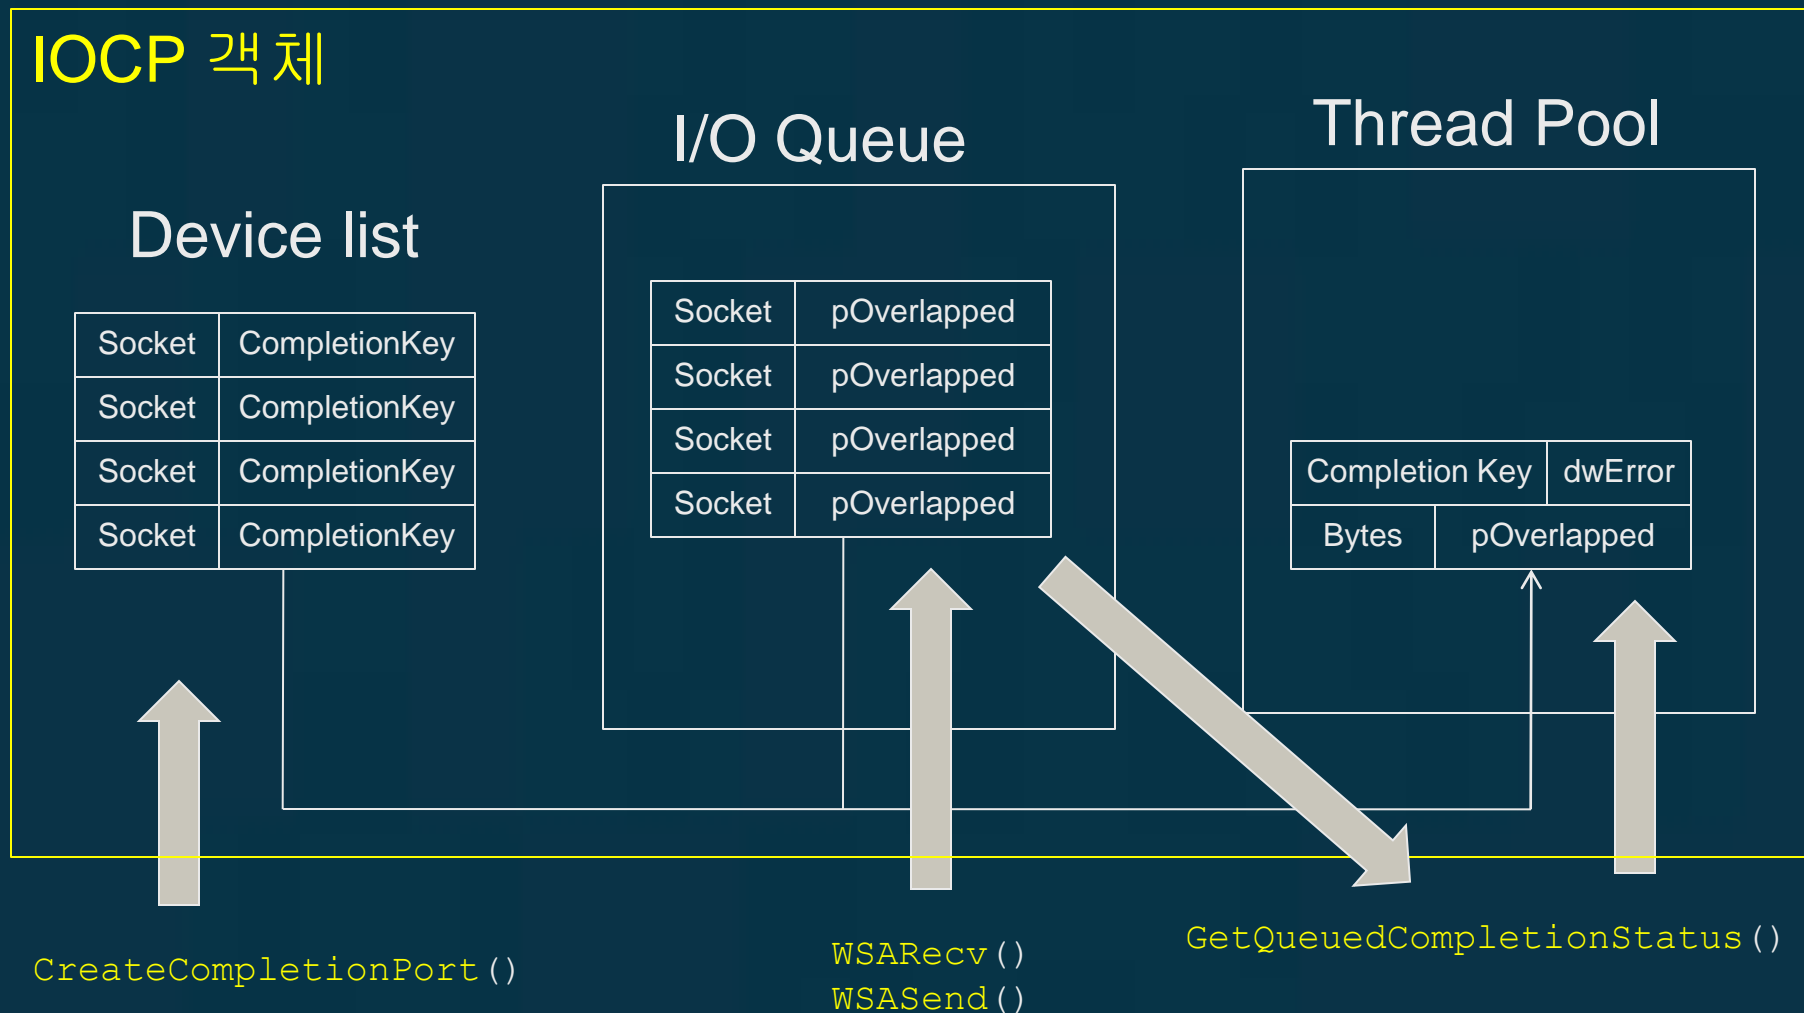 IOCP 객체
Device list
Socket CompletionKey
Socket CompletionKey
Socket CompletionKey
Socket CompletionKey
I/O Queue
Socket pOverlapped
Socket pOverlapped
Socket pOverlapped
Socket pOverlapped
Thread Pool
Completion Key dwError
Bytes pOverlapped
CreateCompletionPort()
WSARecv()
WSASend()
GetQueuedCompletionStatus()